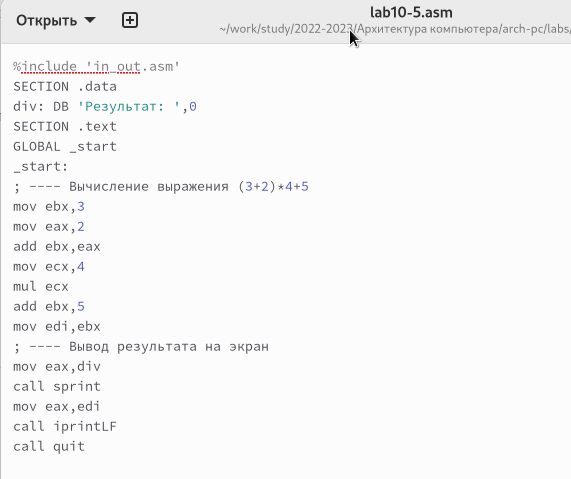 Открыть
lab10-5.asm
~/work/study/2022-2023/Архитектура компьютера/arch-pc/labs/
%include 'in_out.asm'
SECTION .data
div: DB 'Результат: ',0
SECTION .text
GLOBAL _start
_start:
; ---- Вычисление выражения (3+2)*4+5
mov ebx,3
mov eax,2
add ebx,eax
mov ecx,4
mul ecx
add ebx,5
mov edi,ebx
; ---- Вывод результата на экран
mov eax,div
call sprint
mov eax,edi
call iprintLF
call quit